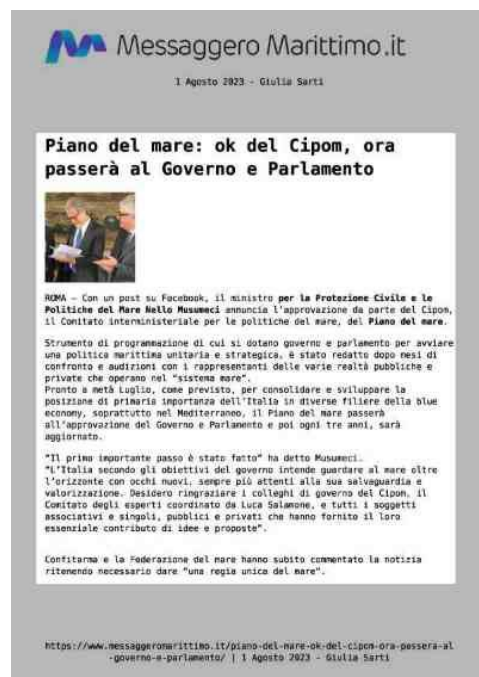 Messaggero Marittimo.it
1 Agosto 2023 - Giulia Sarti
Piano del mare: ok del Cipom, ora
passerà al Governo e Parlamento
ROMA – Con un post su Facebook, il ministro per la Protezione Civile e le
Politiche del Mare Nello Musumeci annuncia l'approvazione da parte del Cipom,
il Comitato interministeriale per le politiche del mare, del Piano del mare.
Strumento di programmazione di cui si dotano governo e parlamento per avviare
una politica marittima unitaria e strategica, è stato redatto dopo mesi di
confronto e audizioni con i rappresentanti delle varie realtà pubbliche e
private che operano nel "sistema mare".
Pronto a metà Luglio, come previsto, per consolidare e sviluppare la
posizione di primaria importanza dell'Italia in diverse filiere della blue
economy, soprattutto nel Mediterraneo, il Piano del mare passerà
all'approvazione del Governo e Parlamento e poi ogni tre anni, sarà
aggiornato.
"Il primo importante passo è stato fatto" ha detto Musumeci.
"L'Italia secondo gli obiettivi del governo intende guardare al mare oltre
l'orizzonte con occhi nuovi, sempre più attenti alla sua salvaguardia e
valorizzazione. Desidero ringraziare i colleghi di governo del Cipom, il
Comitato degli esperti coordinato da Luca Salamone, e tutti i soggetti
associativi e singoli, pubblici e privati che hanno fornito il loro
essenziale contributo di idee e proposte".
Confitarma e la Federazione del mare hanno subito commentato la notizia
ritenendo necessario dare "una regia unica del mare".
https://www.messaggeromarittimo.it/piano-del-mare-ok-del-cipom-ora-passera-al
-governo-e-parlamento/ | 1 Agosto 2023 - Giulia Sarti